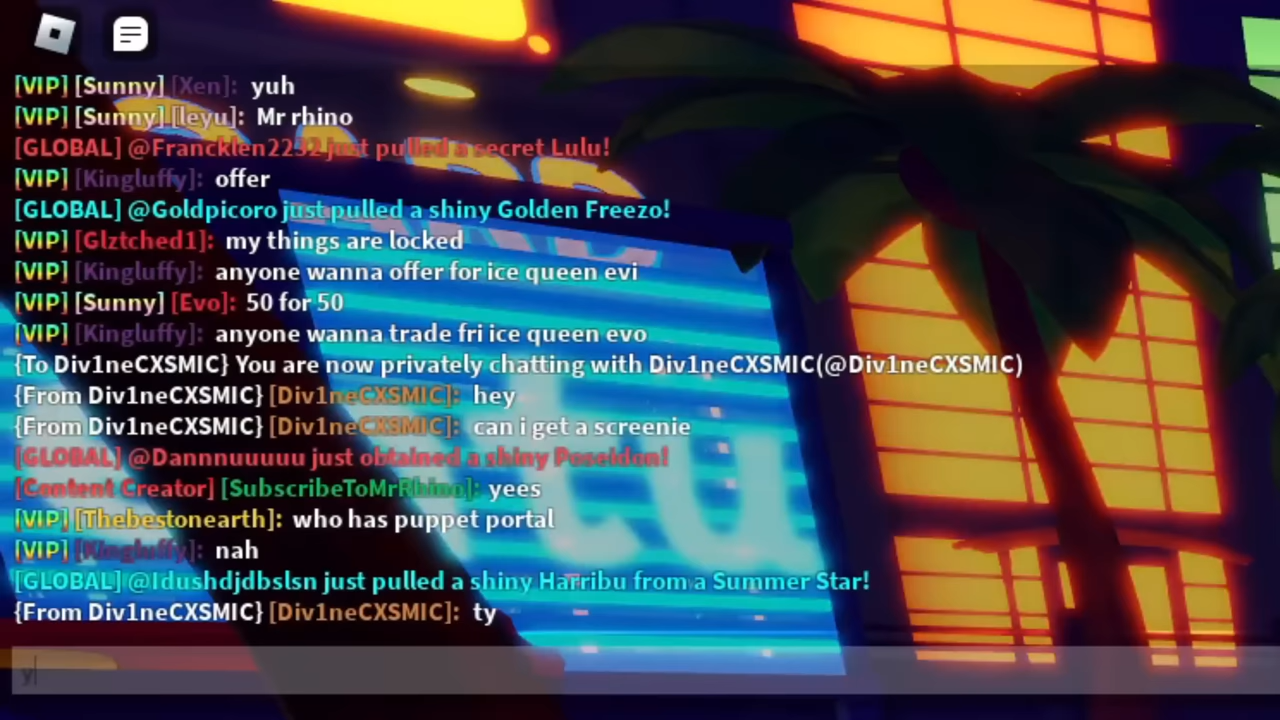 [VIP] [Sunny] [Xen]: yuh
[VIP] [Sunny] [leyu]: Mr rhino
[GLOBAL] @Francklen2232 just pulled a secret Lulu!
[VIP] [Kingluffy]: offer
[GLOBAL] @Goldpicoro just pulled a shiny Golden Freezo!
[VIP] [Glztched1]: my things are locked
[VIP] [Kingluffy]: anyone wanna offer for ice queen evi
[VIP] [Sunny] [Evo]: 50 for 50
[VIP] [Kingluffy]: anyone wanna trade fri ice queen evo
{To Div1neCXSMIC} You are now privately chatting with Div1neCXSMIC(@Div1neCXSMIC)
{From Div1neCXSMIC} [Div1neCXSMIC]: hey
{From Div1neCXSMIC} [Div1neCXSMIC]: can i get a screenie
[GLOBAL] @Dannnuuuuu just obtained a shiny Poseidon!
[Content Creator] [SubscribeToMrRhino]: yees
[VIP] [Thebestonearth]: who has puppet portal
[VIP] [Kingluffy]: nah
[GLOBAL] @Idushdjdbslsn just pulled a shiny Harribu from a Summer Star!
{From Div1neCXSMIC} [Div1neCXSMIC]: ty
y